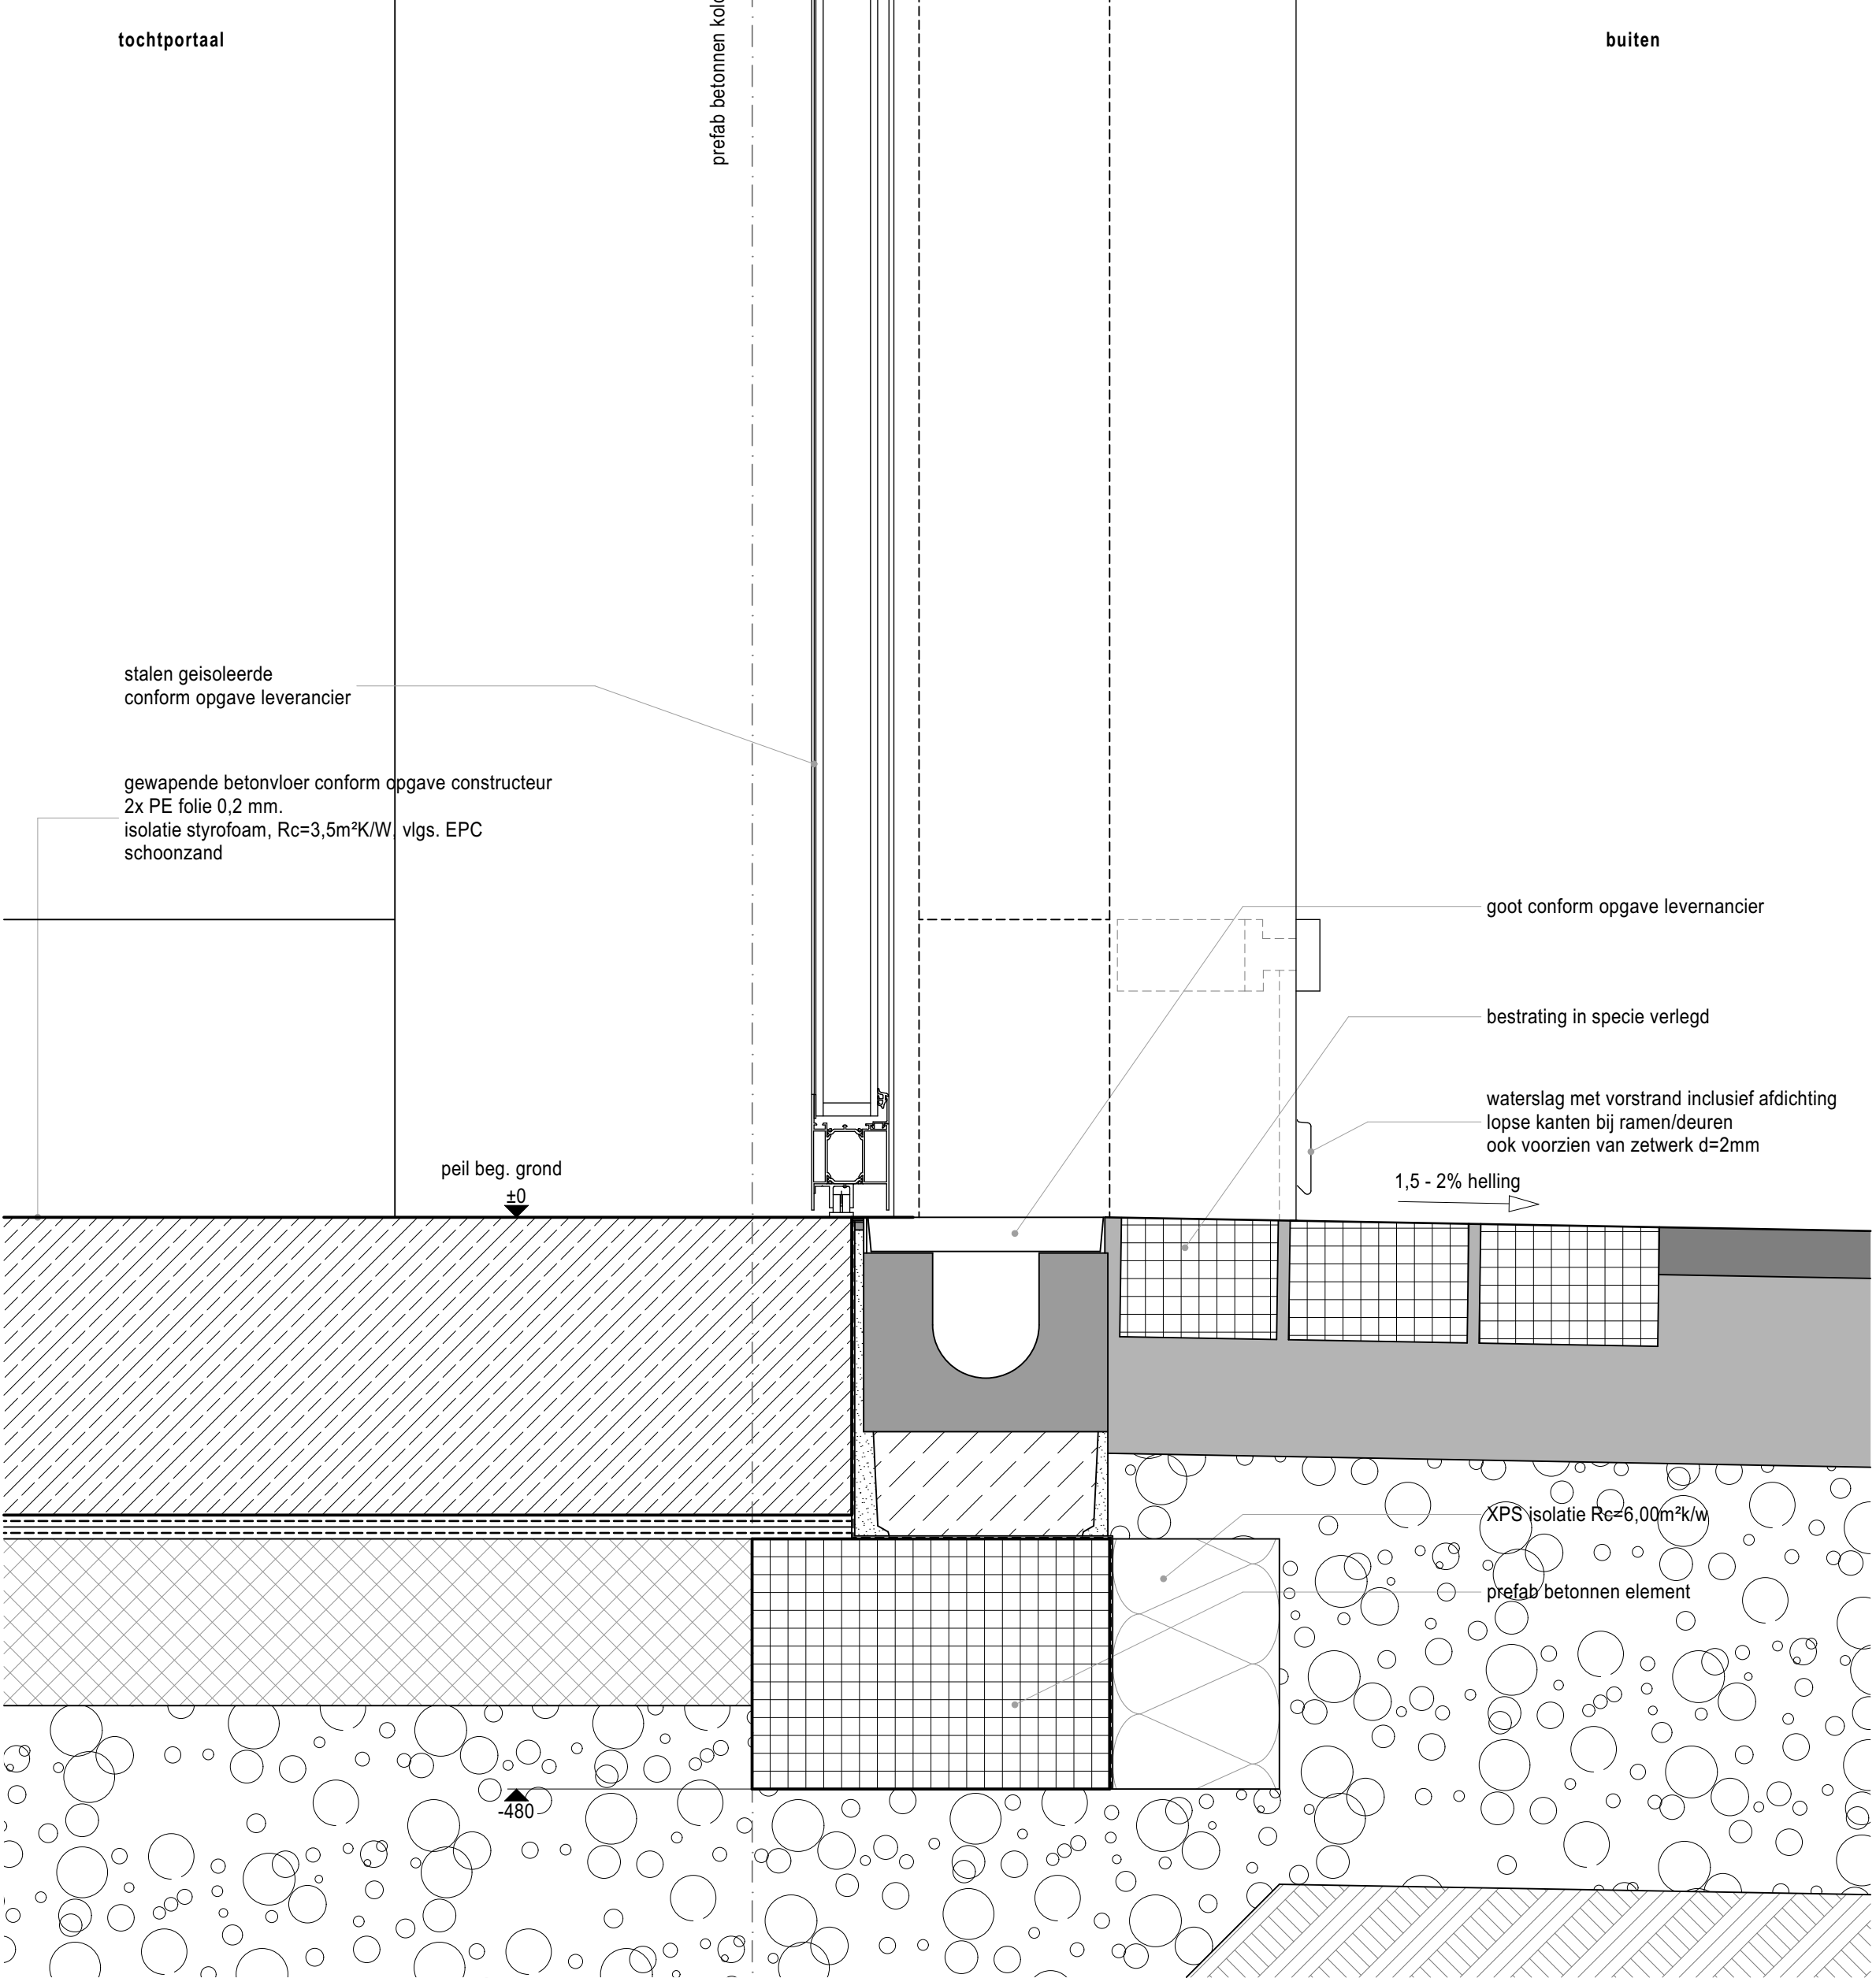 tochtportaal
prefab betonnen
buiten
stalen geisoleerde
conform opgave leverancier
gewapende betonvloer conform opgave constructeur
2x PE folie 0,2 mm.
isolatie styrofoam, Rc=3,5m²K/W, vlgs. EPC
schoonzand
goot conform opgave levernancier
bestrating in specie verlegd
waterslag met vorstrand inclusief afdichting
lopse kanten bij ramen/deuren
ook voorzien van zetwerk d=2mm
1,5 - 2% helling
peil beg. grond
±0
XPS isolatie Rc=6,00m²k/w
prefab betonnen element
-480